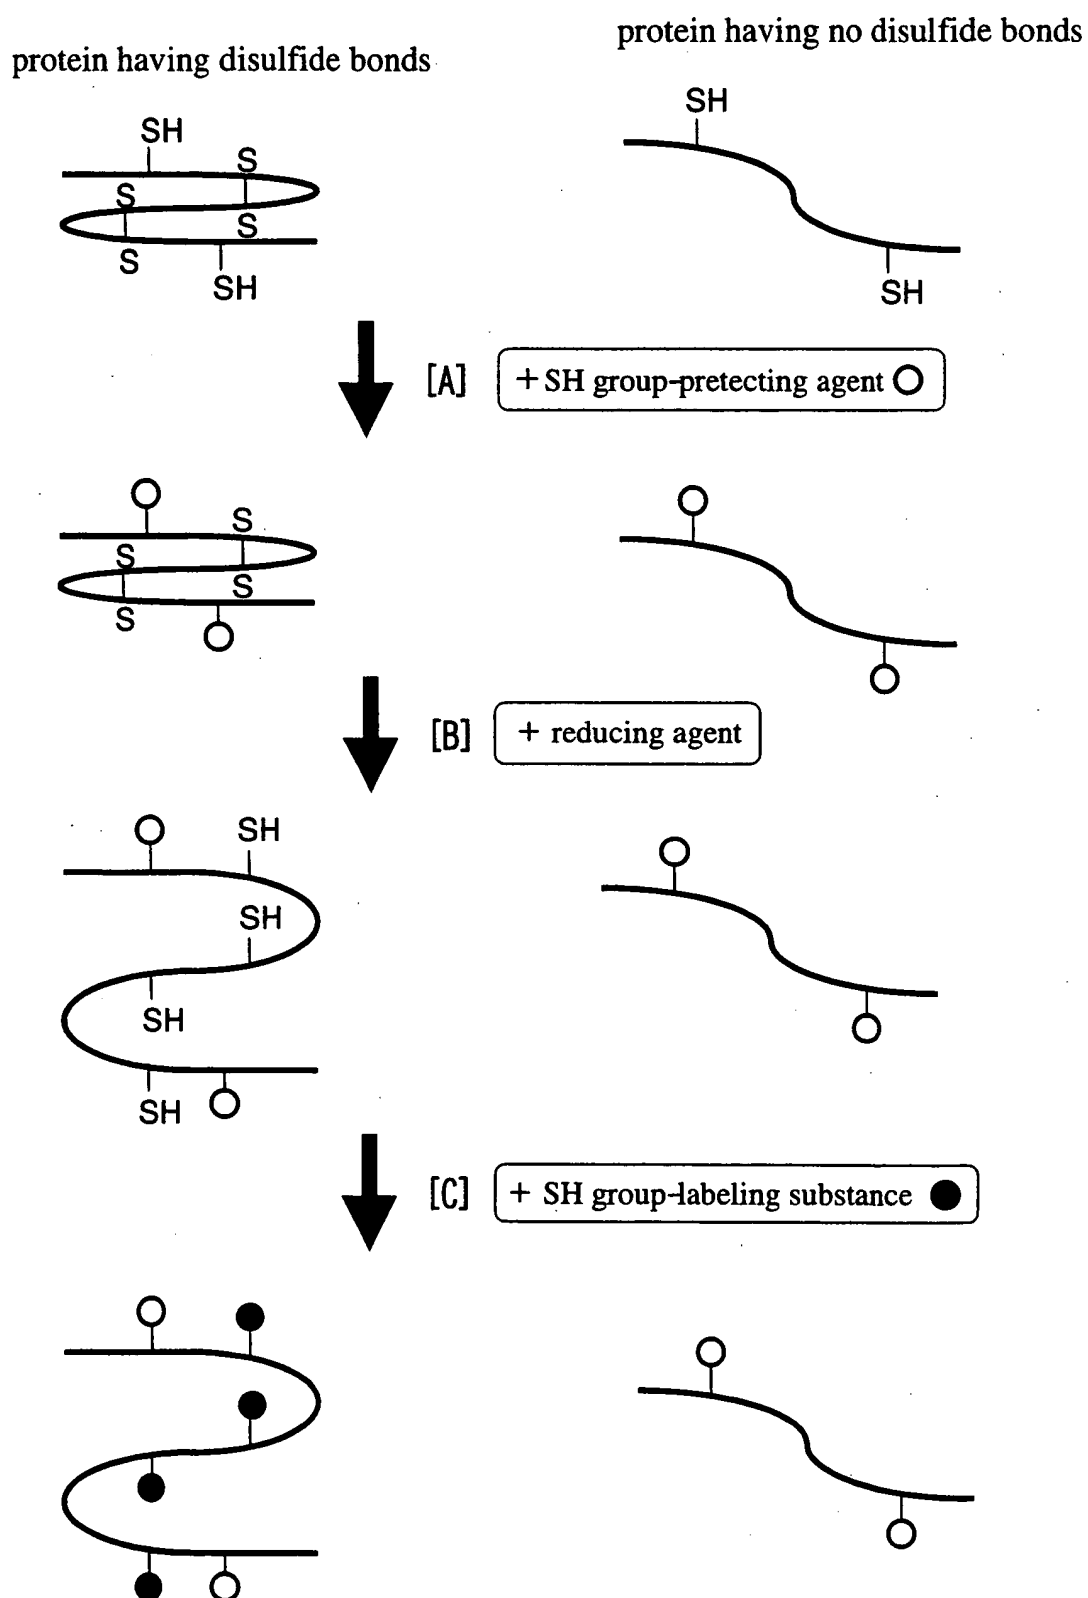 protein having disulfide bonds
protein having no disulfide bonds
SH
S
S
S
S
SH
SH
SH
[A] + SH group-pretecting agent
S
S
S
S
[B] + reducing agent
SH
SH
SH
SH
[C] + SH group-labeling substance